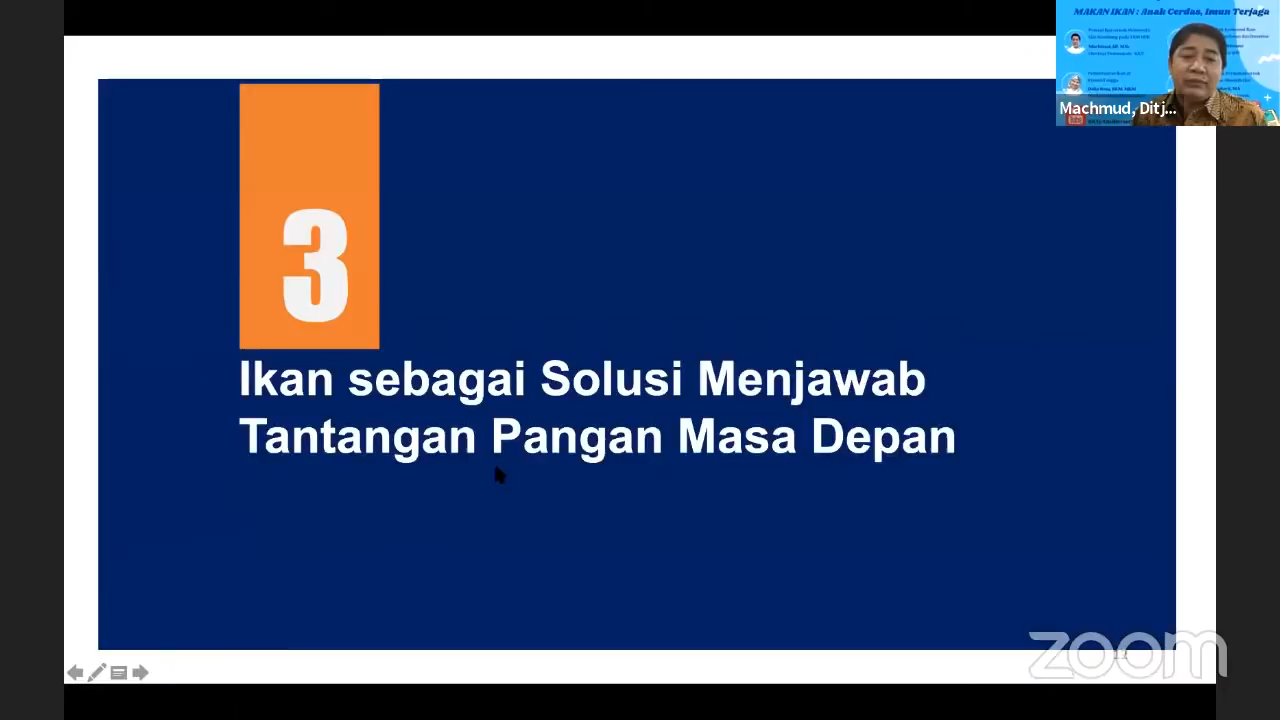 MAKAN IKAN : Anak Cerdas, Imun Terjaga
Machmud, Ditj...
3
Ikan sebagai Solusi Menjawab
Tantangan Pangan Masa Depan
zoom